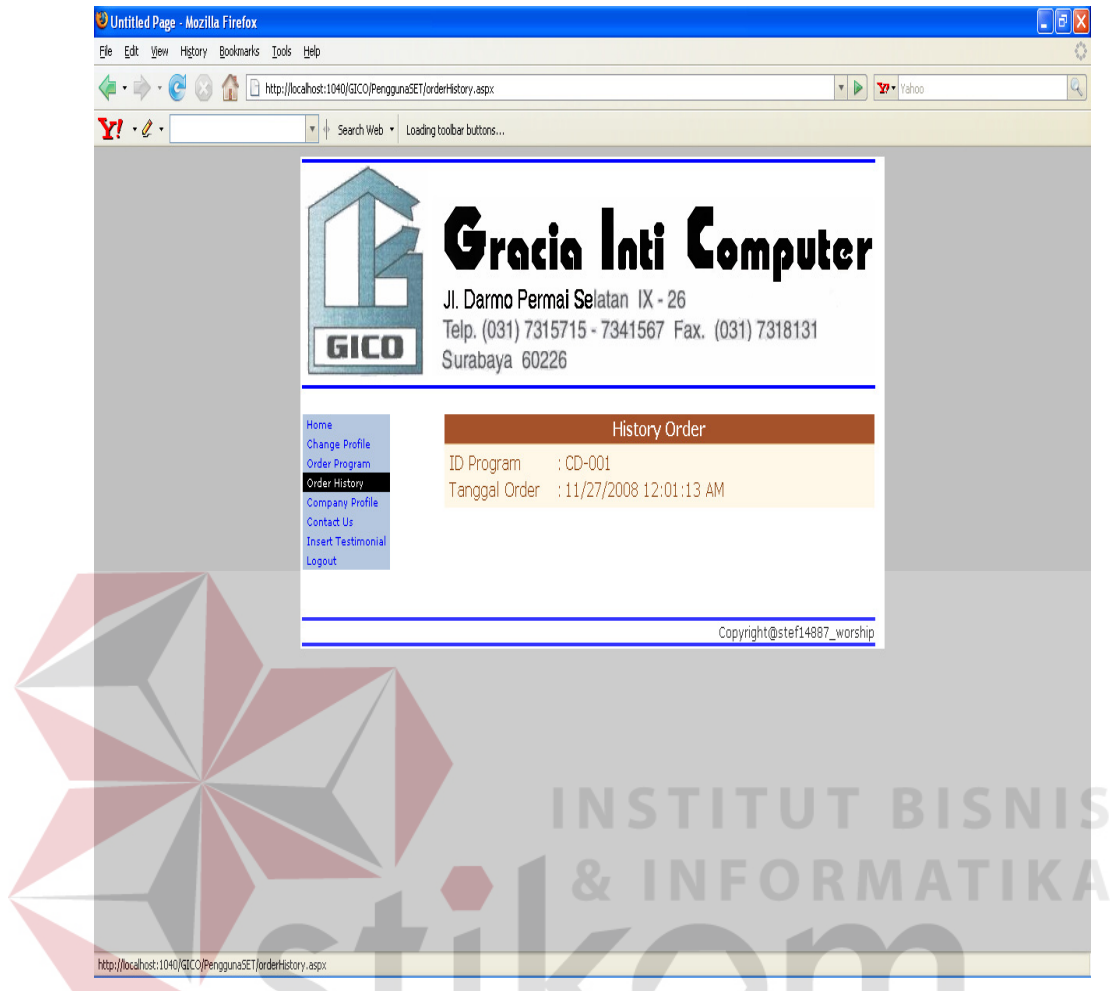 Untitled Page - Mozilla Firefox
File Edit View History Bookmarks Tools Help
http://localhost:1040/GICO/PenggunaSET/orderHistory.aspx
Y! Yahoo
Y! Search Web Loading toolbar buttons...
GICO
Gracia Inti Computer
Jl. Darmo Permai Selatan IX - 26
Telp. (031) 7315715 - 7341567 Fax. (031) 7318131
Surabaya 60226
Home
Change Profile
Order Program
Order History
Company Profile
Contact Us
Insert Testimonial
Logout
History Order
ID Program : CD-001
Tanggal Order : 11/27/2008 12:01:13 AM
Copyright@stef14887_worship
INSTITUT BISNIS
& INFORMATIKA
stikom
http://localhost:1040/GICO/PenggunaSET/orderHistory.aspx